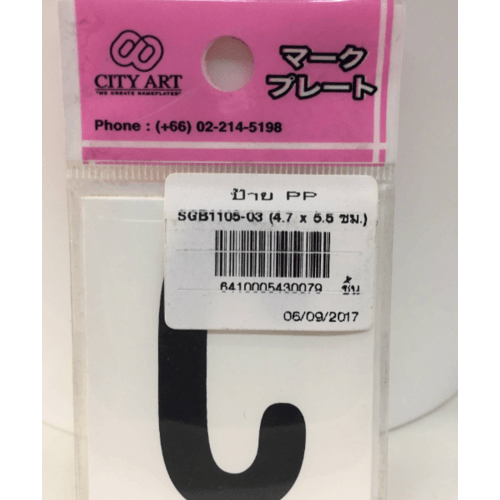 CITY ART
"WE CREATE NAMEPLATES"
マーク
プレート
Phone : (+66) 02-214-5198
ป้าย PP
SGB1105-03 (4.7 x 5.5 ซม.)
6410005430079 ชิ้น
06/09/2017